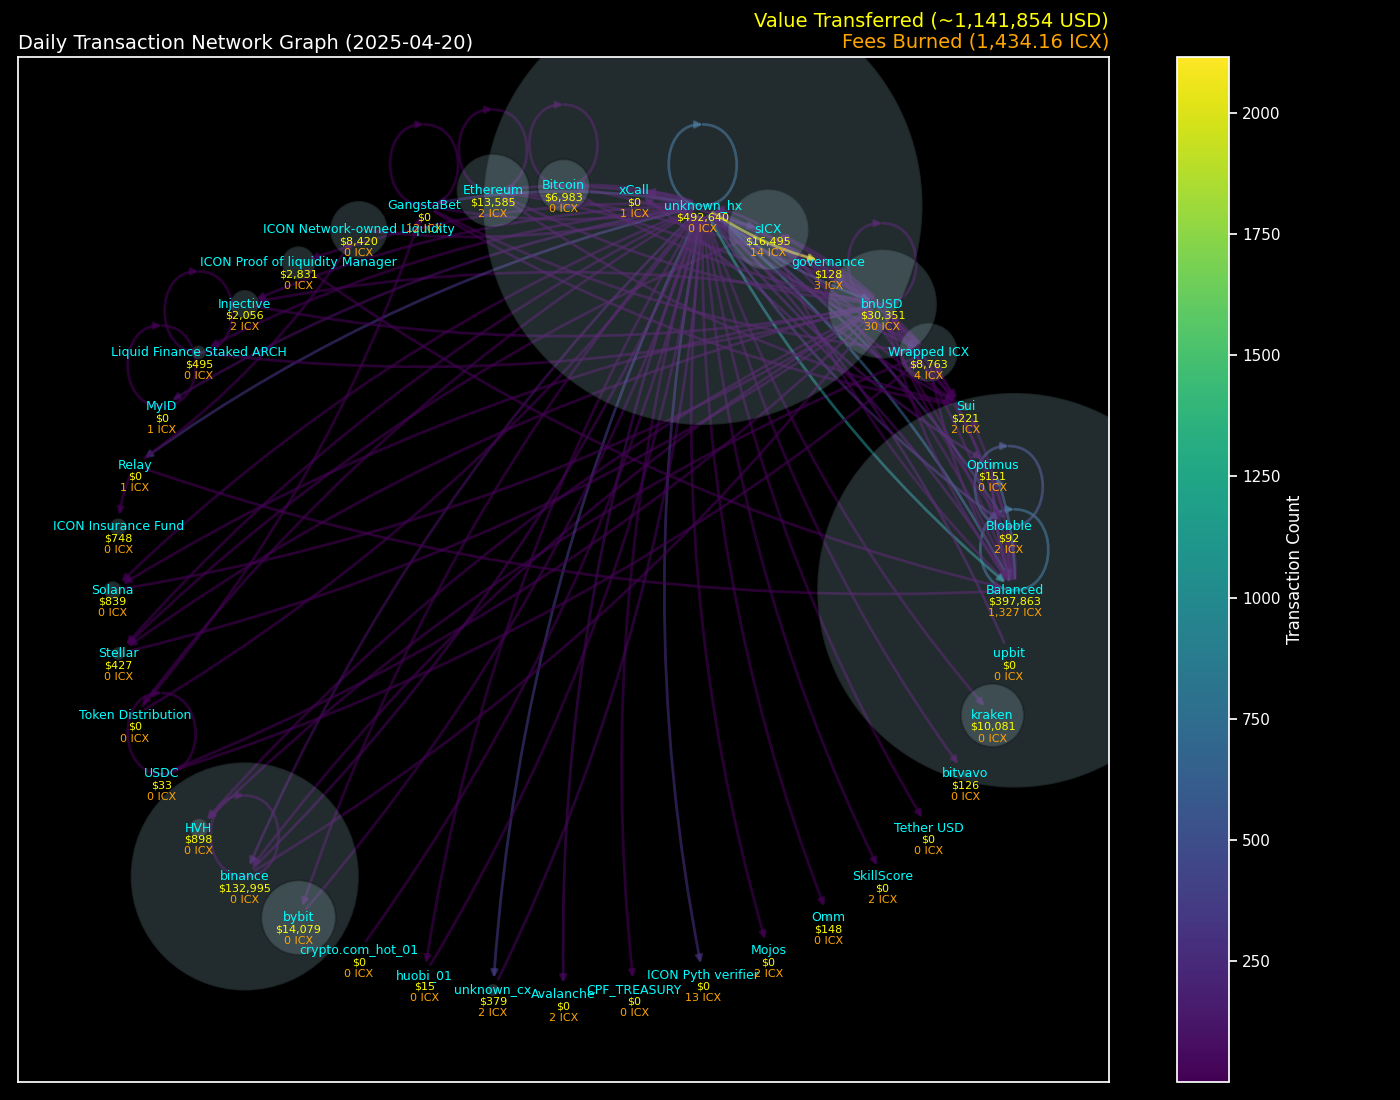 Value Transferred (~1,141,854 USD)
Daily Transaction Network Graph (2025-04-20)
Fees Burned (1,434.16 ICX)
Ethereum
$13,585
2 ICX
Bitcoin
$6,983
0 ICX
xCall
$0
1 ICX
unknown_hx
$492,640
0 ICX
GangstaBet
$0
12 ICX
sICX
$16,495
14 ICX
ICON Network-owned Liquidity
$8,420
0 ICX
governance
$128
3 ICX
ICON Proof of liquidity Manager
$2,831
0 ICX
bnUSD
$30,351
30 ICX
Injective
$2,056
2 ICX
Wrapped ICX
$8,763
4 ICX
Liquid Finance Staked ARCH
$495
0 ICX
Sui
$221
2 ICX
MyID
$0
1 ICX
Optimus
$151
0 ICX
Relay
$0
1 ICX
Blobble
$92
2 ICX
ICON Insurance Fund
$748
0 ICX
Balanced
$397,863
1,327 ICX
Solana
$839
0 ICX
upbit
$0
0 ICX
Stellar
$427
0 ICX
kraken
$10,081
0 ICX
Token Distribution
$0
0 ICX
bitvavo
$126
0 ICX
USDC
$33
0 ICX
Tether USD
$0
0 ICX
HVH
$898
0 ICX
SkillScore
$0
2 ICX
binance
$132,995
0 ICX
Omm
$148
0 ICX
bybit
$14,079
0 ICX
crypto.com_hot_01
$0
0 ICX
Mojos
$0
2 ICX
huobi_01
$15
0 ICX
ICON Pyth verifier
$0
13 ICX
unknown_cx
$379
2 ICX
Avalanche
$0
2 ICX
CPF_TREASURY
$0
0 ICX
2000
1750
1500
1250
1000
750
500
250
Transaction Count